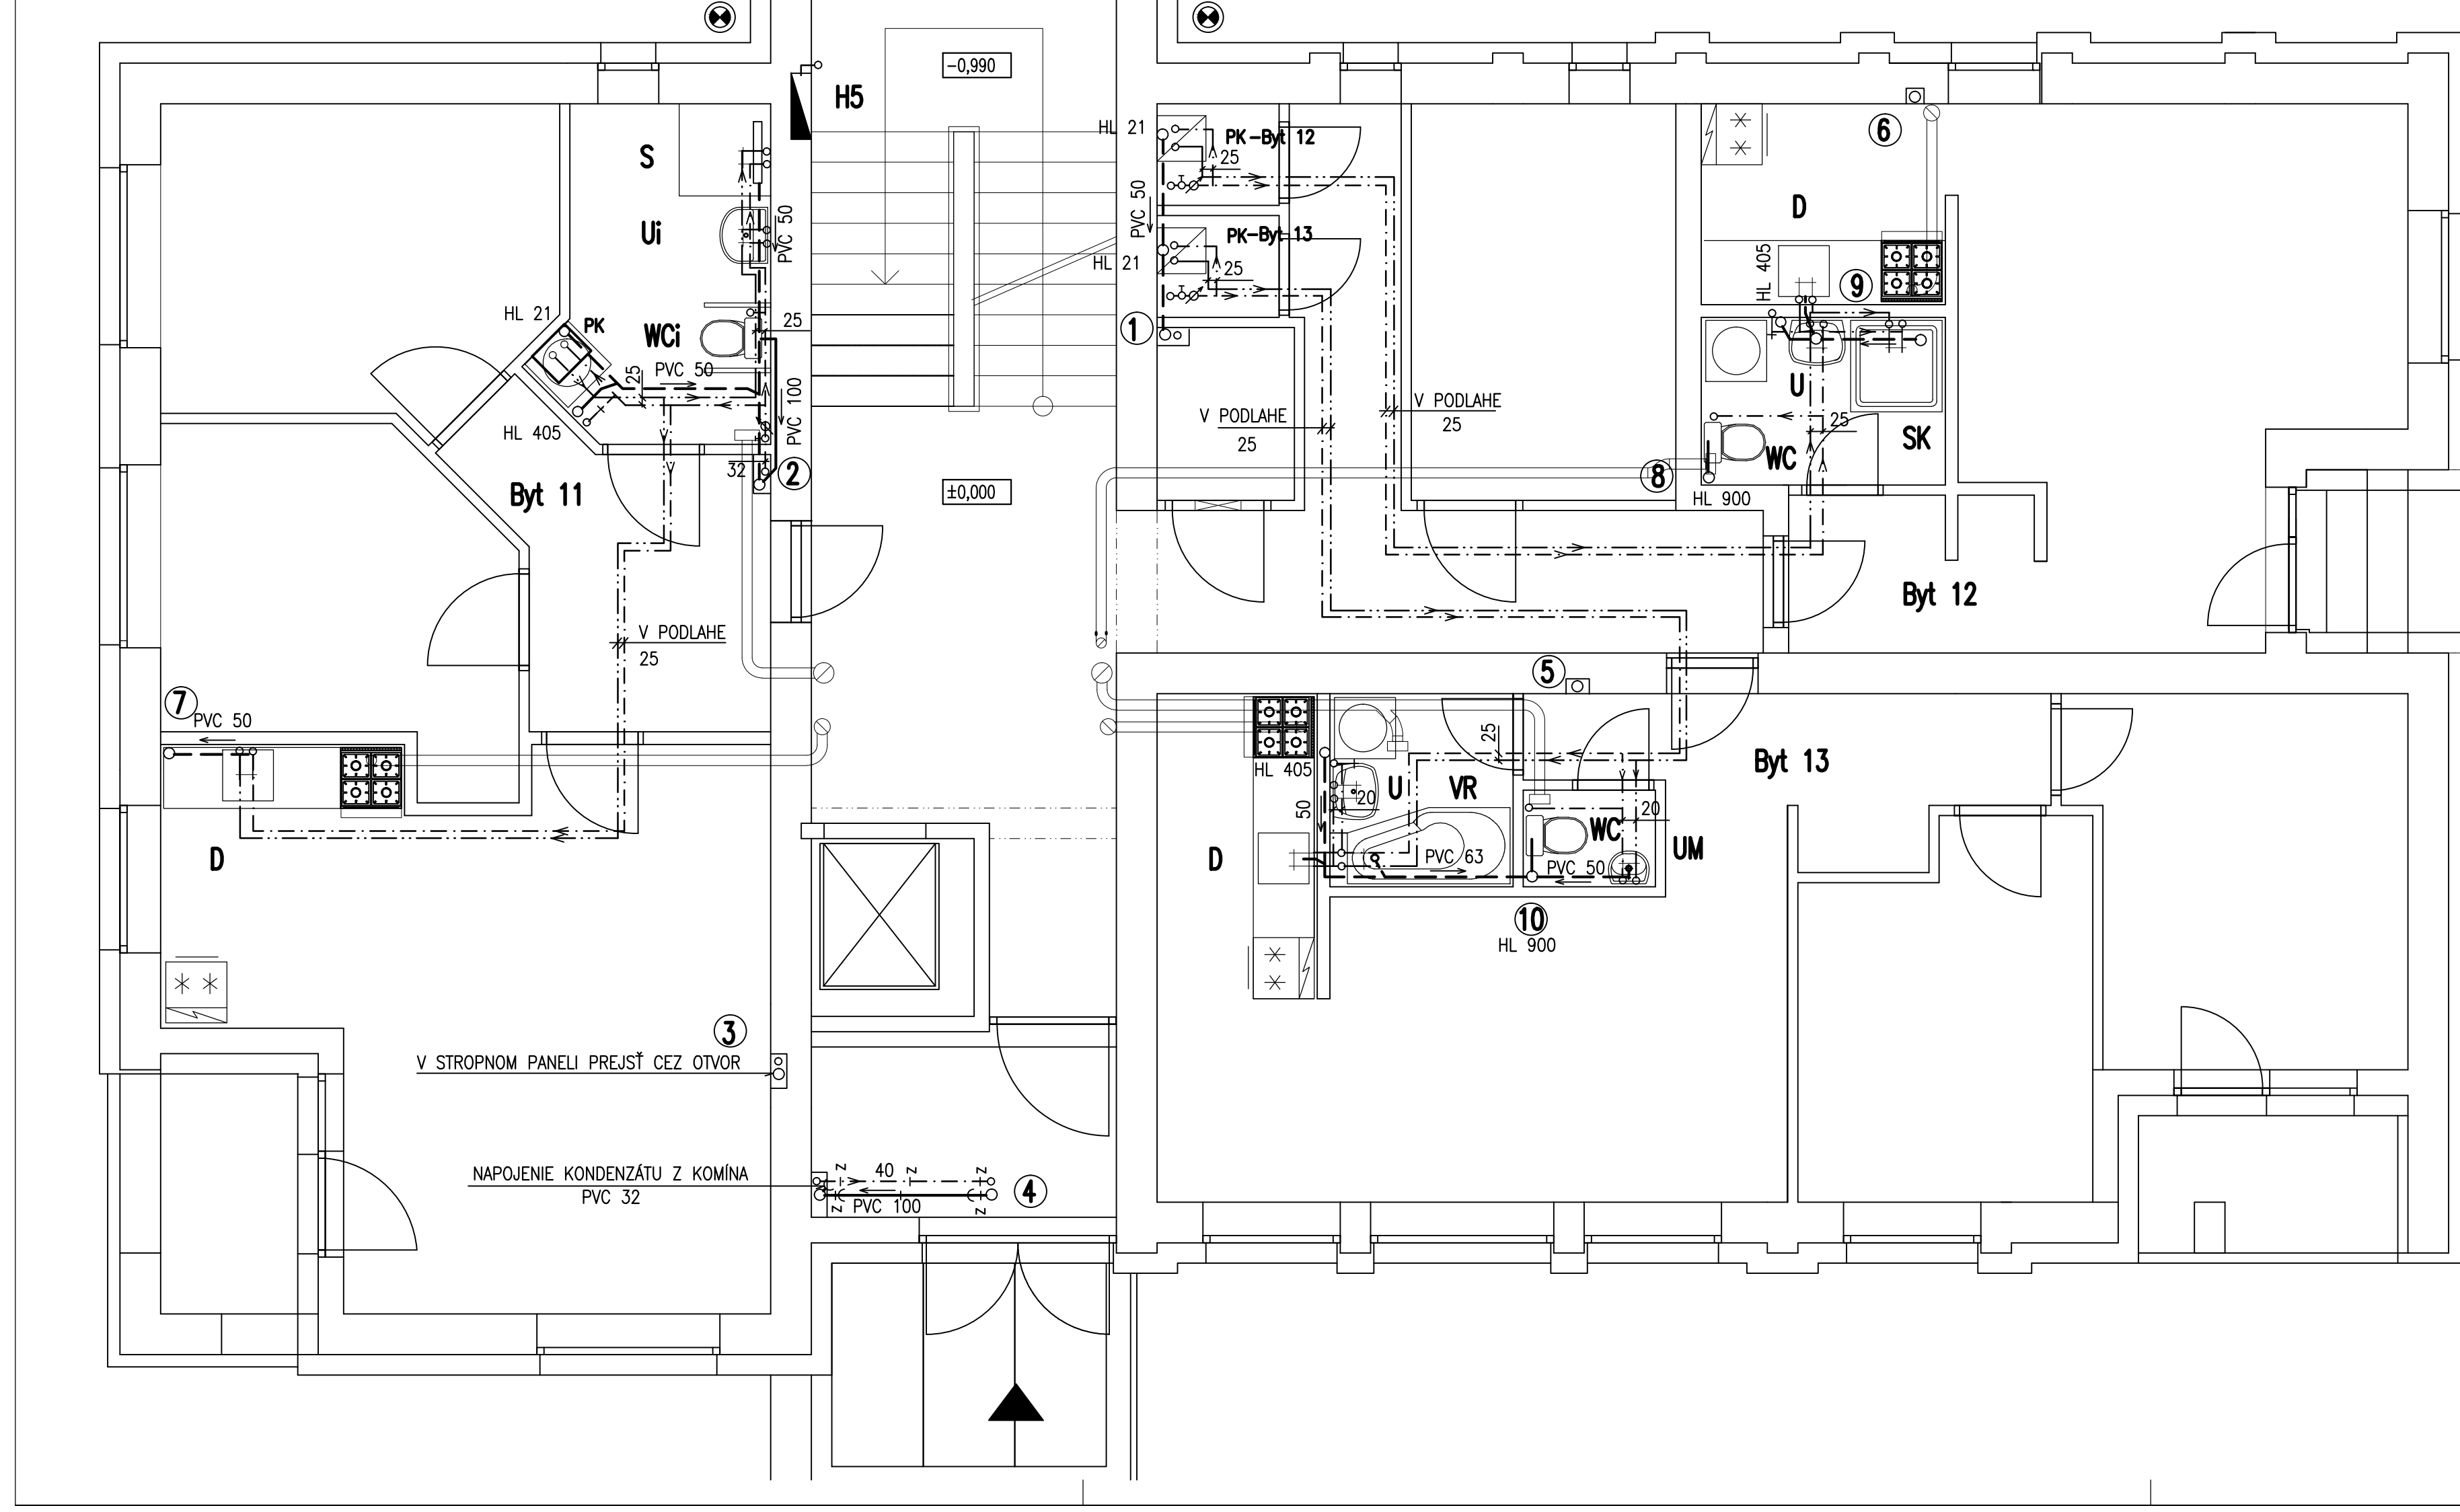 -0,990
H5
HL 21
PK-Byt 12
25
S
PVC 50
PVC 50
6
D
Ui
PK-Byt 13
HL 21
25
HL 405
9
HL 21
PK
WCi
25
1
PVC 50
25
PVC 100
U
V PODLAHE
25
V PODLAHE
25
25
SK
HL 405
32
2
WC
8
HL 900
Byt 11
±0,000
Byt 12
V PODLAHE
25
5
7
PVC 50
25
Byt 13
HL 405
U
VR
20
50
20
WC
UM
D
D
PVC 63
PVC 50
10
HL 900
3
V STROPNOM PANELI PREJSŤ CEZ OTVOR
NAPOJENIE KONDENZÁTU Z KOMÍNA
PVC 32
z
40
z
z
4
z
PVC 100
z